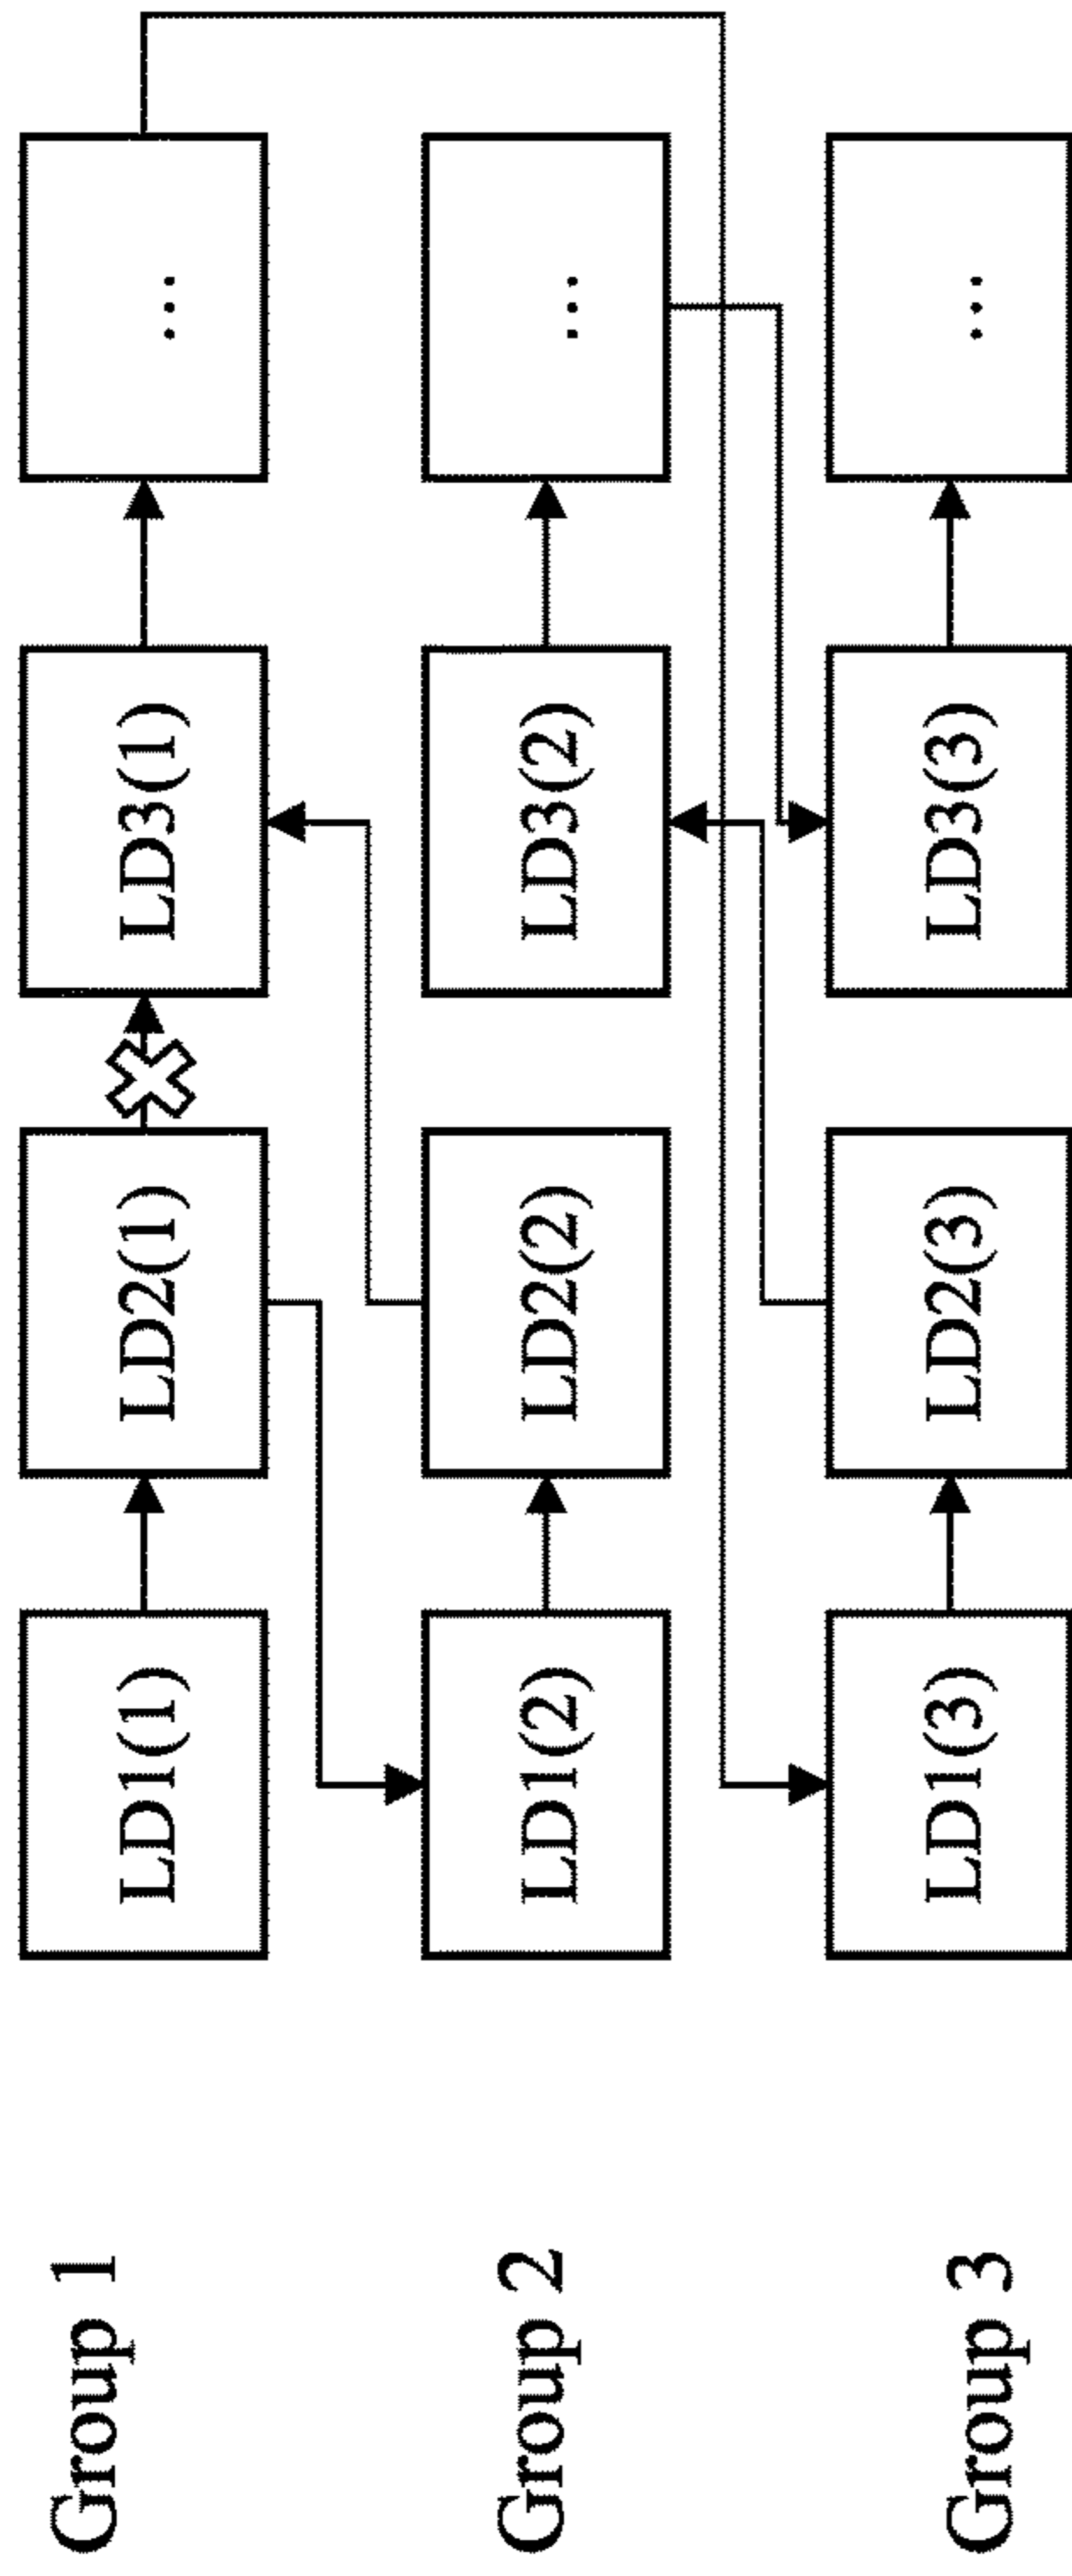 Group 1
LD1(1)
LD2(1)
LD3(1)
...
Group 2
LD1(2)
LD2(2)
LD3(2)
...
Group 3
LD1(3)
LD2(3)
LD3(3)
...